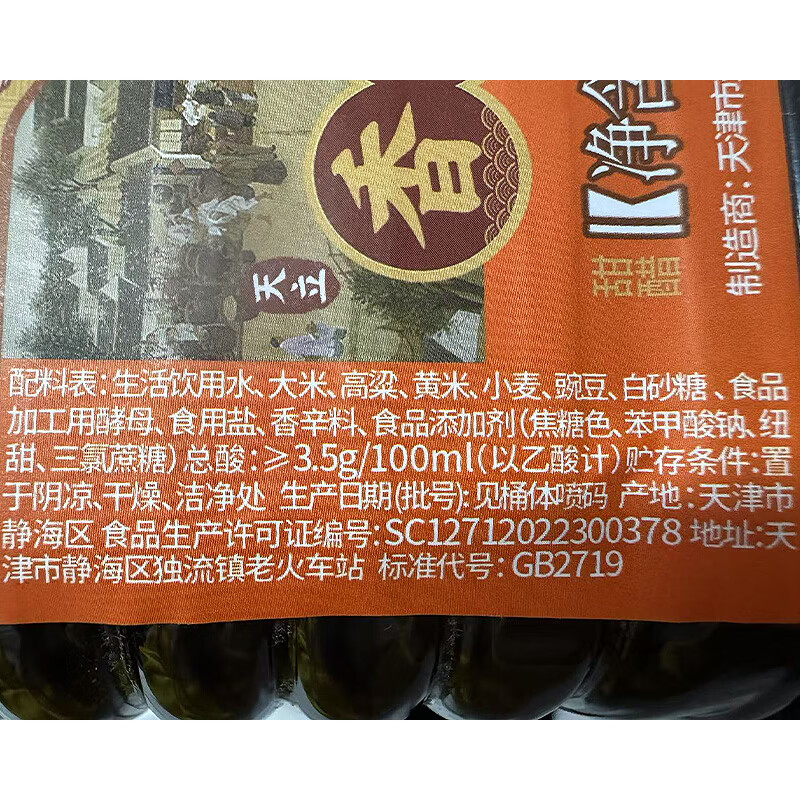 香
天立
甜醋
净含
制造商：天津市
配料表：生活饮用水、大米、高粱、黄米、小麦、豌豆、白砂糖、食品
加工用酵母、食用盐、香辛料、食品添加剂（焦糖色、苯甲酸钠、纽
甜、三氯蔗糖）总酸：≥3.5g/100ml（以乙酸计）贮存条件：置
于阴凉、干燥、洁净处 生产日期(批号)：见桶体喷码 产地：天津市
静海区 食品生产许可证编号：SC12712022300378 地址：天
津市静海区独流镇老火车站 标准代号：GB2719